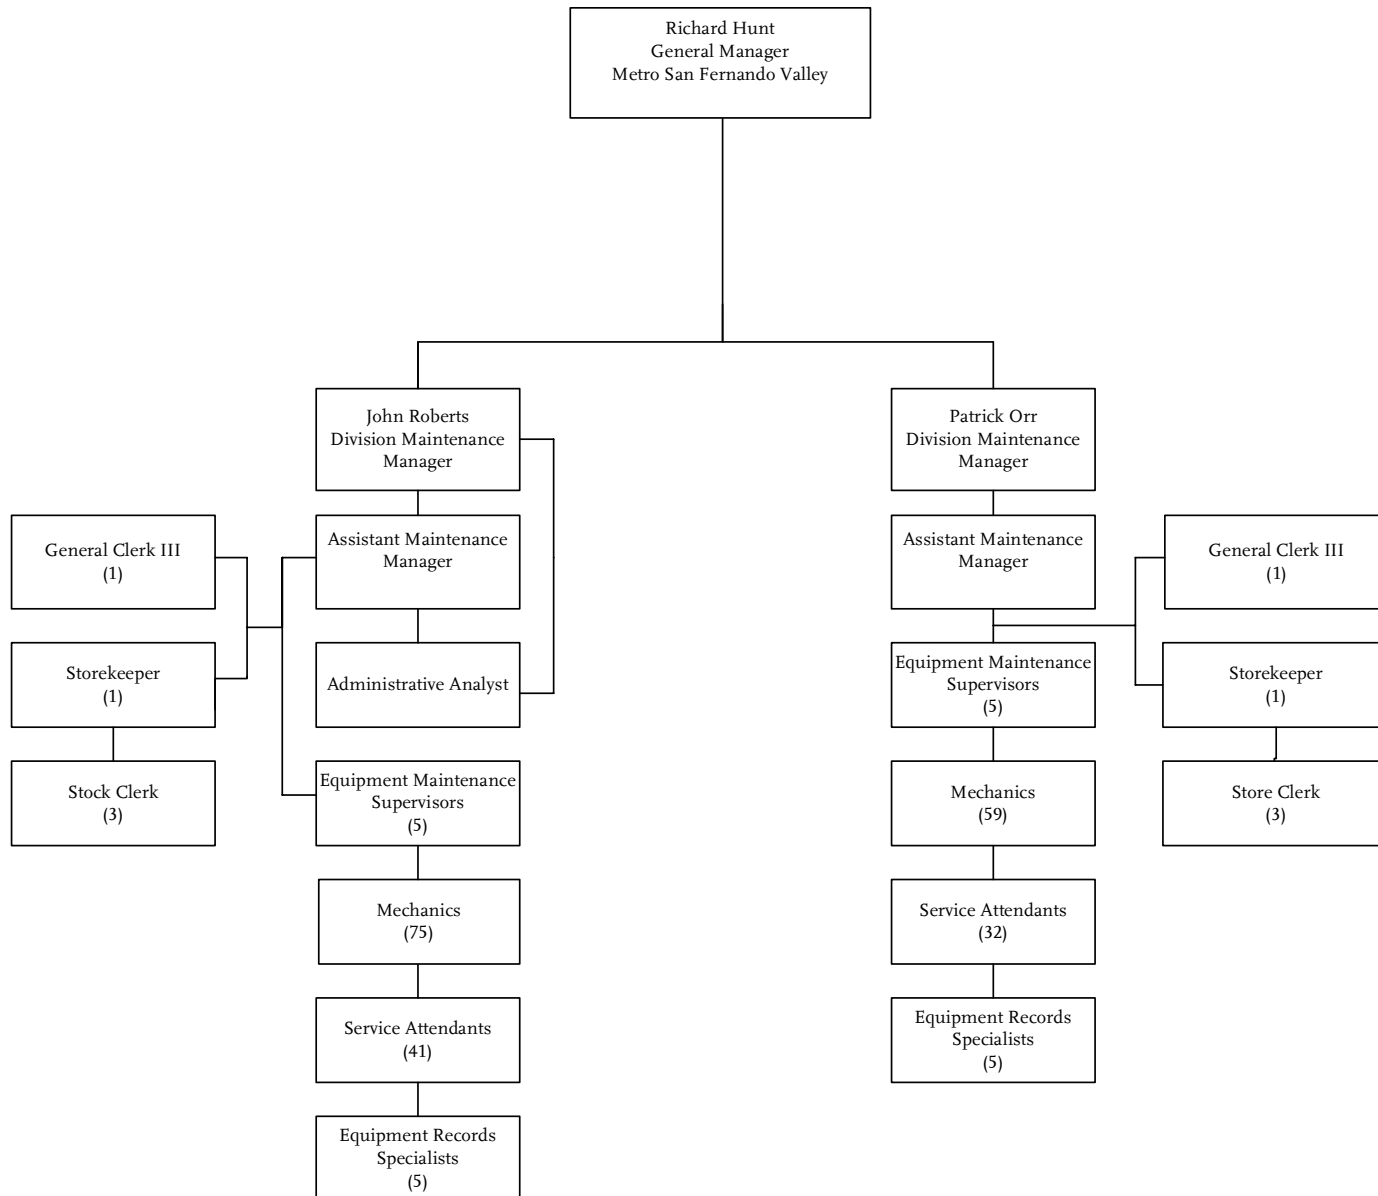 Richard Hunt
General Manager
Metro San Fernando Valley
John Roberts
Division Maintenance
Manager
Patrick Orr
Division Maintenance
Manager
General Clerk III
(1)
Assistant Maintenance
Manager
Assistant Maintenance
Manager
General Clerk III
(1)
Storekeeper
(1)
Administrative Analyst
Equipment Maintenance
Supervisors
(5)
Storekeeper
(1)
Stock Clerk
(3)
Equipment Maintenance
Supervisors
(5)
Mechanics
(59)
Store Clerk
(3)
Mechanics
(75)
Service Attendants
(32)
Service Attendants
(41)
Equipment Records
Specialists
(5)
Equipment Records
Specialists
(5)